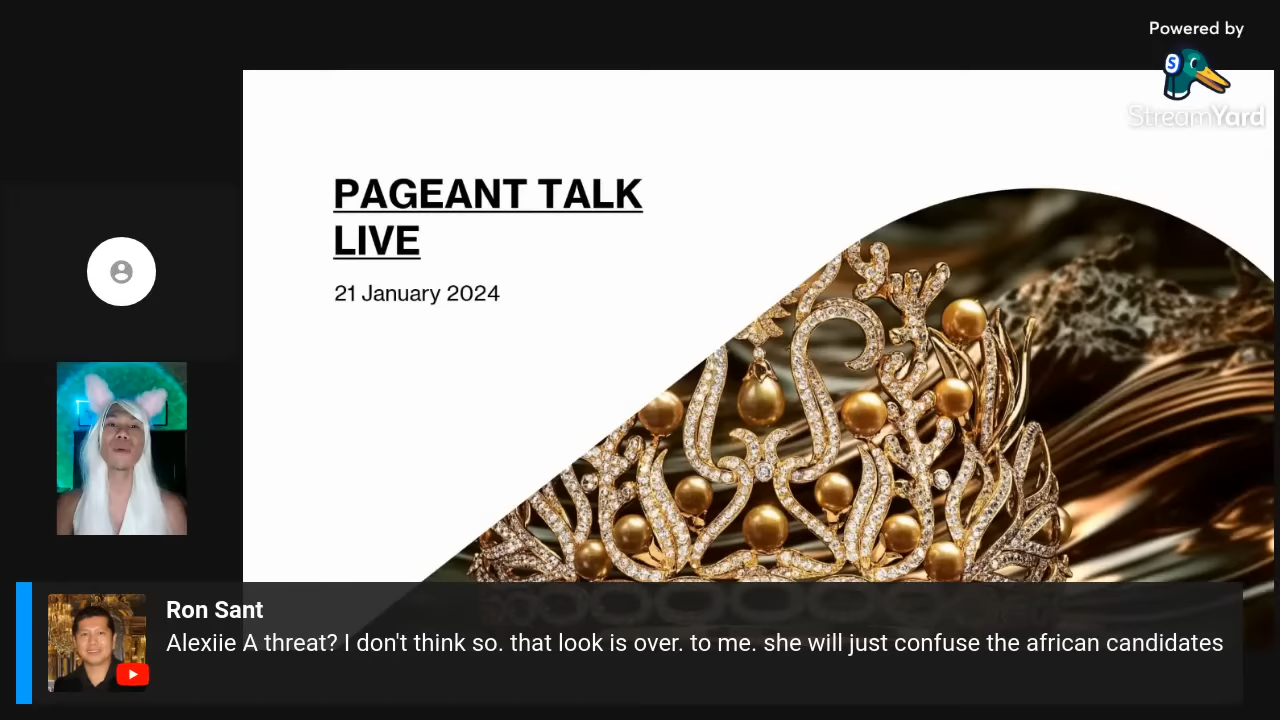 Powered by
S
StreamYard
PAGEANT TALK
LIVE
21 January 2024
Ron Sant
Alexiie A threat? I don't think so. that look is over. to me. she will just confuse the african candidates